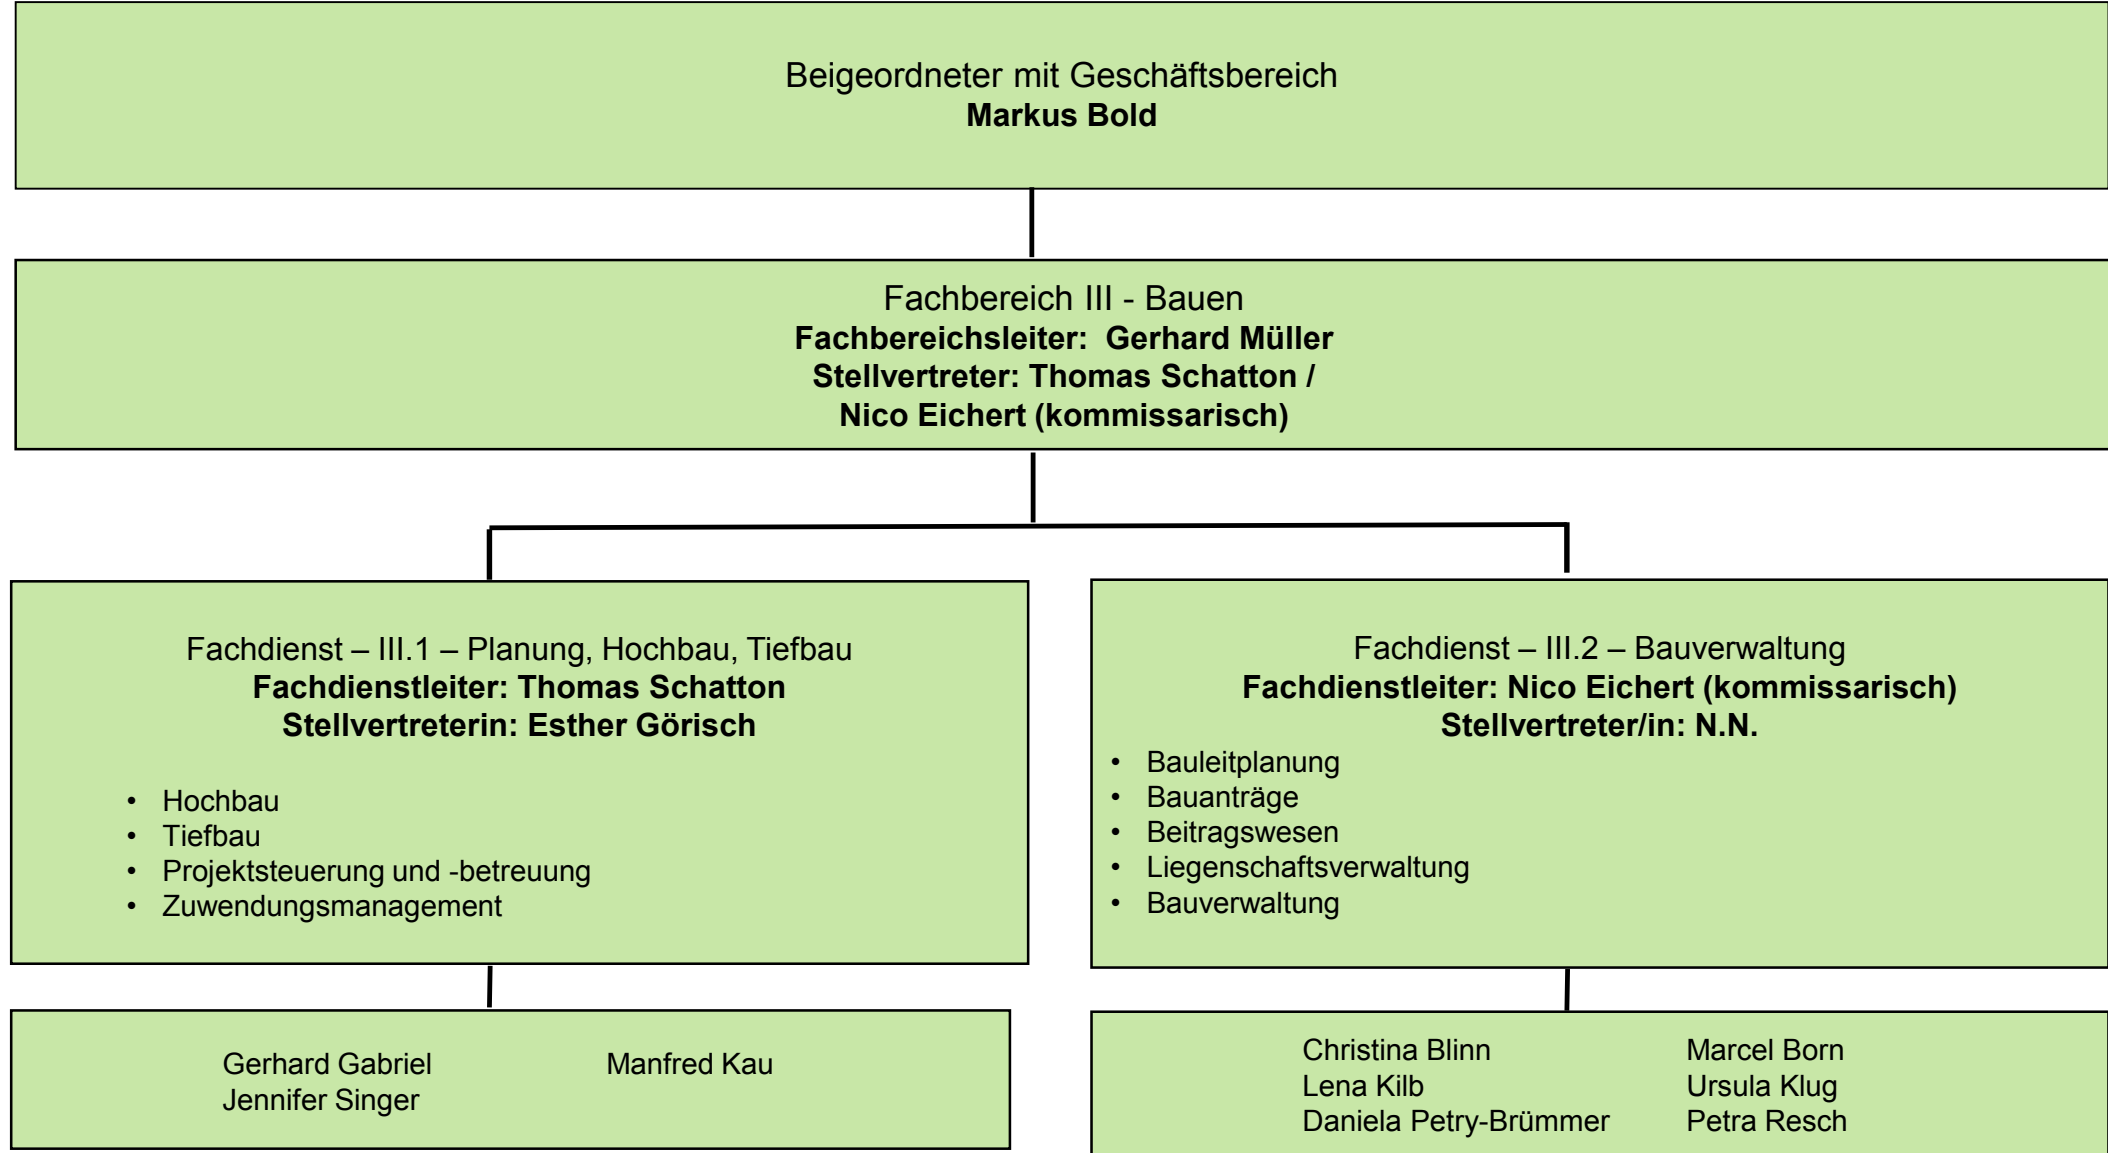 Beigeordneter mit Geschäftsbereich
Markus Bold
Fachbereich III - Bauen
Fachbereichsleiter:  Gerhard Müller
Stellvertreter: Thomas Schatton /
Nico Eichert (kommissarisch)
Fachdienst – III.1 – Planung, Hochbau, Tiefbau
Fachdienstleiter: Thomas Schatton
Stellvertreterin: Esther Görisch
• Hochbau
• Tiefbau
• Projektsteuerung und -betreuung
• Zuwendungsmanagement
Gerhard Gabriel
Jennifer Singer
Manfred Kau
Fachdienst – III.2 – Bauverwaltung
Fachdienstleiter: Nico Eichert (kommissarisch)
Stellvertreter/in: N.N.
• Bauleitplanung
• Bauanträge
• Beitragswesen
• Liegenschaftsverwaltung
• Bauverwaltung
Christina Blinn
Lena Kilb
Daniela Petry-Brümmer
Marcel Born
Ursula Klug
Petra Resch